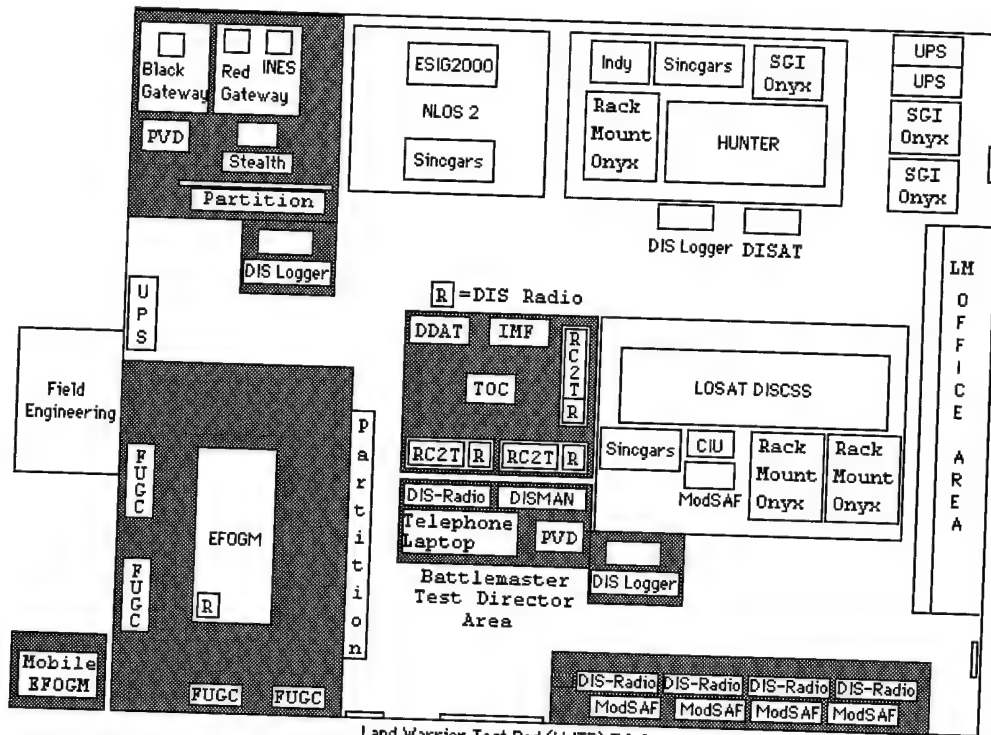 Black
Gateway
Red
Gateway
INES
PVD
Stealth
Partition
DIS Logger
ESIG2000
NLOS 2
Sincgars
Indy
Sincgars
SGI
Onyx
Rack
Mount
Onyx
HUNTER
DIS Logger
DISAT
UPS
UPS
SGI
Onyx
SGI
Onyx
UPS
Field
Engineering
FUGC
FUGC
EFOGM
R
Partition
Mobile
EFOGM
FUGC
FUGC
R =DIS Radio
DDAT
IMF
RC2T
R
TOC
RC2T
R
RC2T
R
DIS-Radio
DISMAN
Telephone
Laptop
PVD
Battlemaster
Test Director
Area
DIS Logger
LOSAT DISCSS
Sincgars
CIU
ModSAF
Rack
Mount
Onyx
Rack
Mount
Onyx
LM OFFICE AREA
DIS-Radio
DIS-Radio
DIS-Radio
DIS-Radio
ModSAF
ModSAF
ModSAF
ModSAF
Land Warrior Test Bed